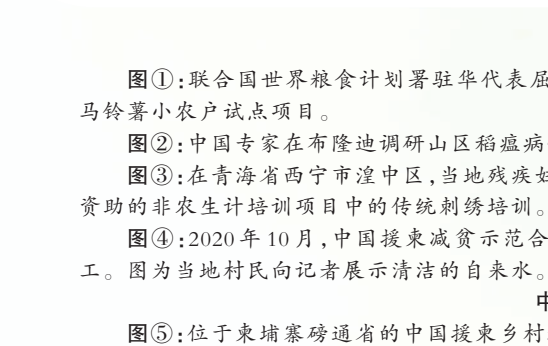 图①:联合国世界粮食计划署驻华代表屈
马铃薯小农户试点项目。
图②:中国专家在布隆迪调研山区稻瘟病
图③:在青海省西宁市湟中区,当地残疾妇
资助的非农生计培训项目中的传统刺绣培训。
图④:2020年10月,中国援柬减贫示范合
工。图为当地村民向记者展示清洁的自来水。
图⑤:位于柬埔寨磅通省的中国援柬乡村